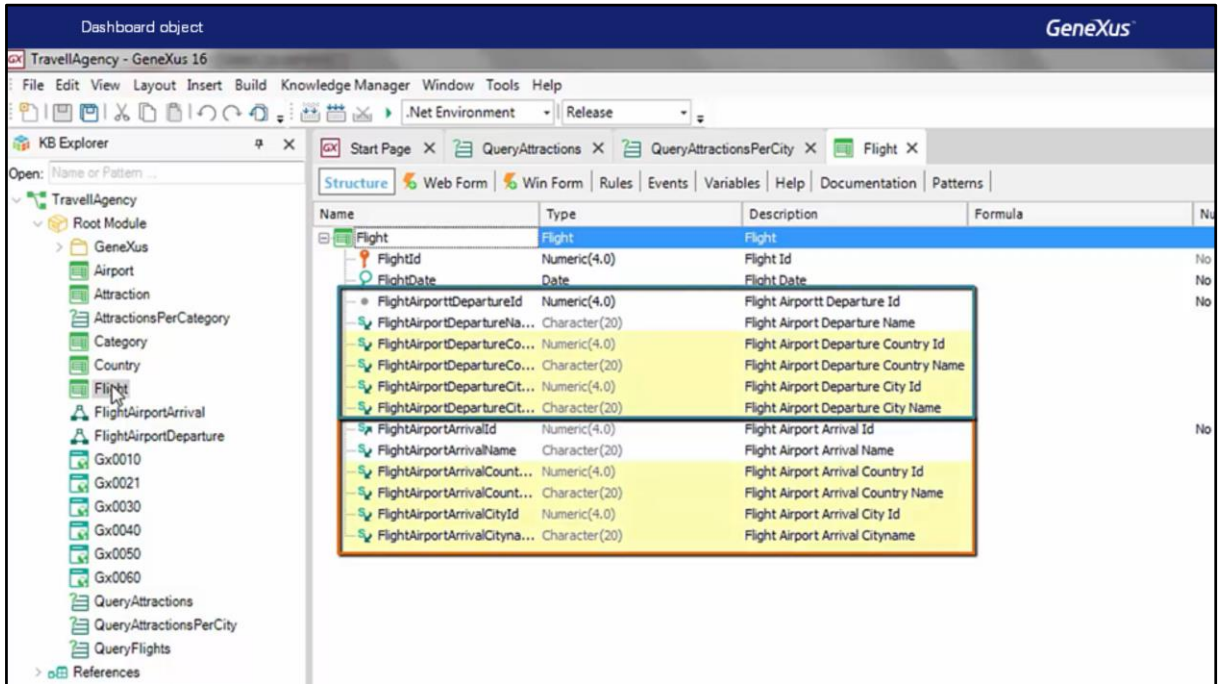 Dashboard object
GeneXus
TravellAgency - GeneXus 16
File Edit View Layout Insert Build Knowledge Manager Window Tools Help
.Net Environment Release
KB Explorer
Open: Name or Pattern ...
TravellAgency
Root Module
GeneXus
Airport
Attraction
AttractionsPerCategory
Category
Country
Flight
FlightAirportArrival
FlightAirportDeparture
Gx0010
Gx0021
Gx0030
Gx0040
Gx0050
Gx0060
QueryAttractions
QueryAttractionsPerCity
QueryFlights
References
Start Page QueryAttractions QueryAttractionsPerCity Flight
Structure Web Form Win Form Rules Events Variables Help Documentation Patterns
Name Type Description Formula Nu
Flight Flight Flight
FlightId Numeric(4.0) Flight Id No
FlightDate Date Flight Date No
FlightAirporttDepartureId Numeric(4.0) Flight Airportt Departure Id No
FlightAirportDepartureNa... Character(20) Flight Airport Departure Name
FlightAirportDepartureCo... Numeric(4.0) Flight Airport Departure Country Id
FlightAirportDepartureCo... Character(20) Flight Airport Departure Country Name
FlightAirportDepartureCit... Numeric(4.0) Flight Airport Departure City Id
FlightAirportDepartureCit... Character(20) Flight Airport Departure City Name
FlightAirportArrivalId Numeric(4.0) Flight Airport Arrival Id No
FlightAirportArrivalName Character(20) Flight Airport Arrival Name
FlightAirportArrivalCount... Numeric(4.0) Flight Airport Arrival Country Id
FlightAirportArrivalCount... Character(20) Flight Airport Arrival Country Name
FlightAirportArrivalCityId Numeric(4.0) Flight Airport Arrival City Id
FlightAirportArrivalCityna... Character(20) Flight Airport Arrival Cityname